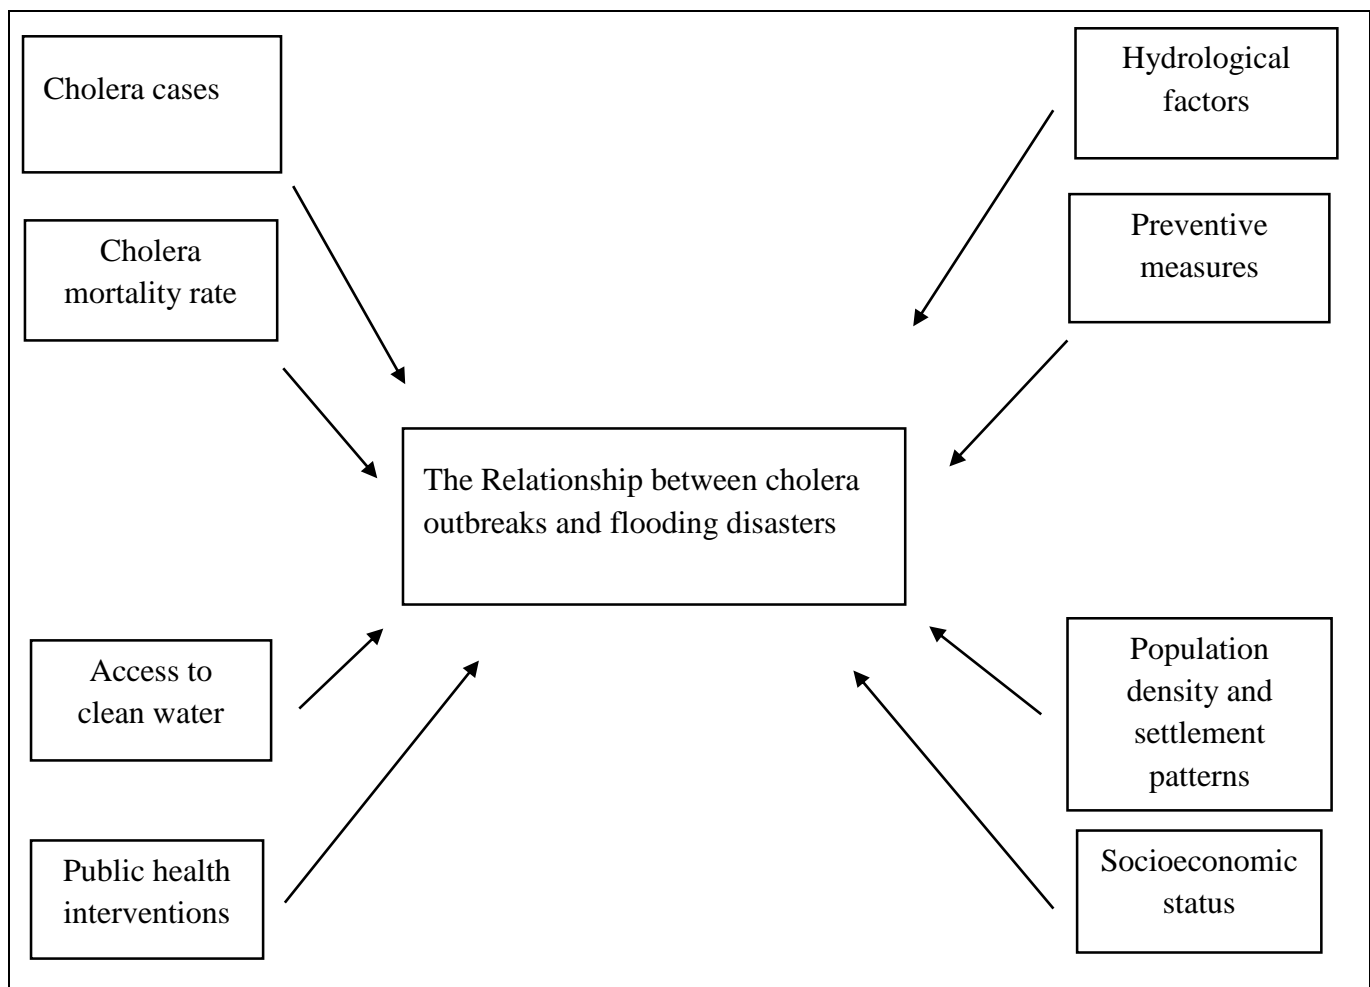 Cholera cases
Cholera
mortality rate
Hydrological
factors
Preventive
measures
The Relationship between cholera
outbreaks and flooding disasters
Access to
clean water
Public health
interventions
Population
density and
settlement
patterns
Socioeconomic
status